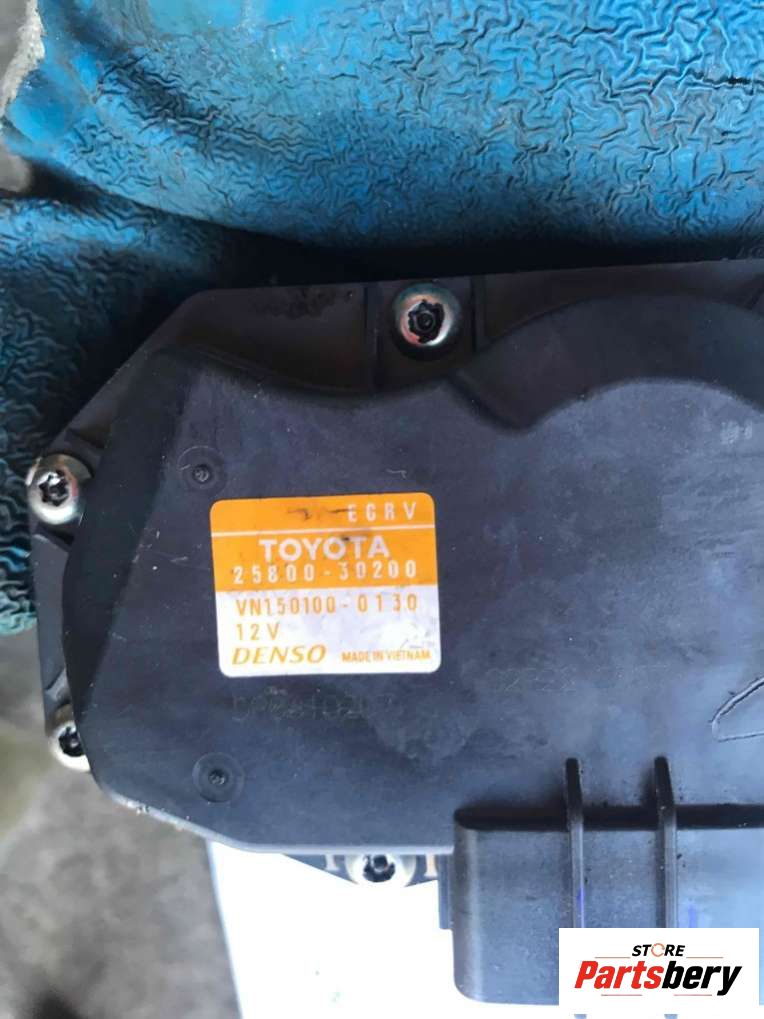 EGRV
TOYOTA
25800-30200
VN150100-0130
12V
DENSO MADE IN VIETNAM
STORE
Partsbery